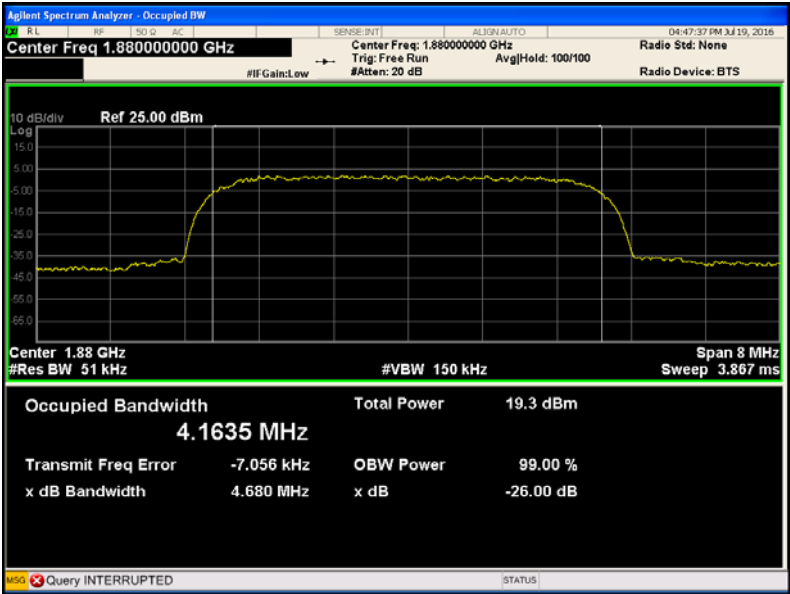 Agilent Spectrum Analyzer - Occupied BW
RL RF 50 Ω AC SENSE:INT ALIGNAUTO 04:47:37 PM Jul 19, 2016
Center Freq 1.880000000 GHz Center Freq: 1.880000000 GHz Radio Std: None
Trig: Free Run Avg|Hold: 100/100
#IFGain:Low #Atten: 20 dB Radio Device: BTS
10 dB/div Ref 25.00 dBm
Log
15.0
5.00
-5.00
-15.0
-25.0
-35.0
-45.0
-55.0
-65.0
Center 1.88 GHz Span 8 MHz
#Res BW 51 kHz #VBW 150 kHz Sweep 3.867 ms
Occupied Bandwidth Total Power 19.3 dBm
4.1635 MHz
Transmit Freq Error -7.056 kHz OBW Power 99.00 %
x dB Bandwidth 4.680 MHz x dB -26.00 dB
MSG Query INTERRUPTED STATUS